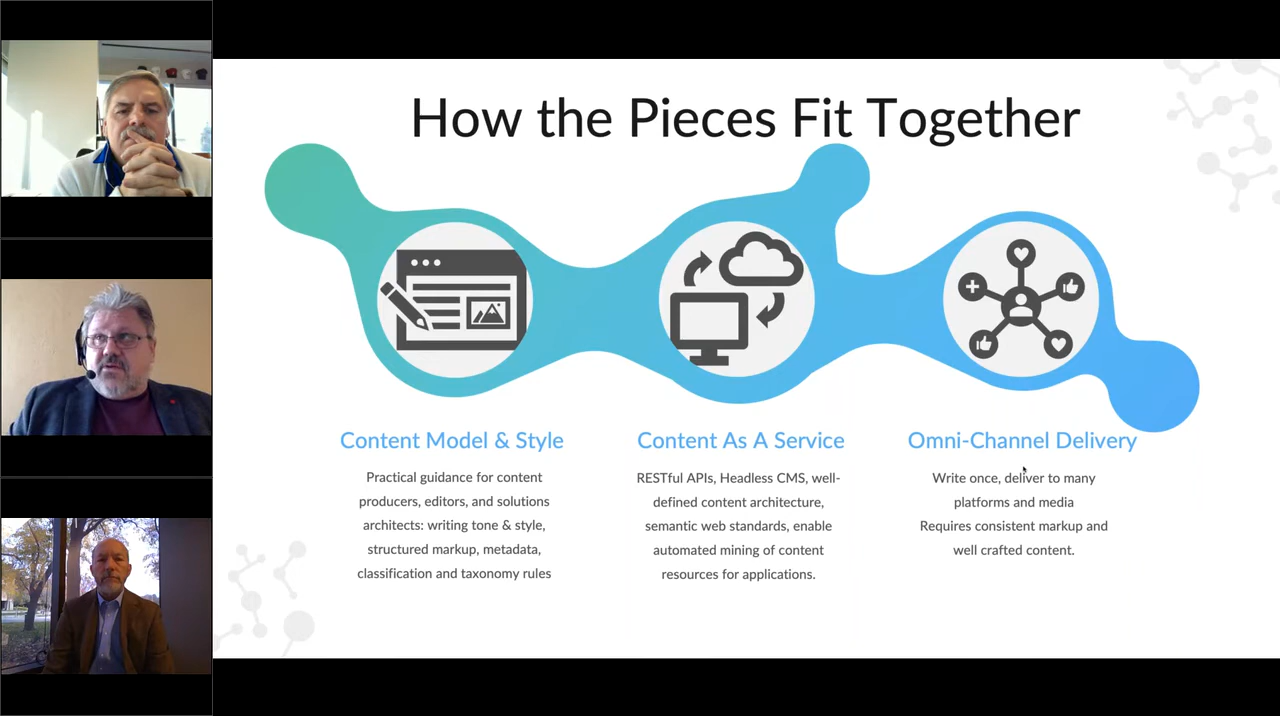 How the Pieces Fit Together
Content Model & Style
Practical guidance for content
producers, editors, and solutions
architects: writing tone & style,
structured markup, metadata,
classification and taxonomy rules
Content As A Service
RESTful APIs, Headless CMS, well-
defined content architecture,
semantic web standards, enable
automated mining of content
resources for applications.
Omni-Channel Delivery
Write once, deliver to many
platforms and media
Requires consistent markup and
well crafted content.